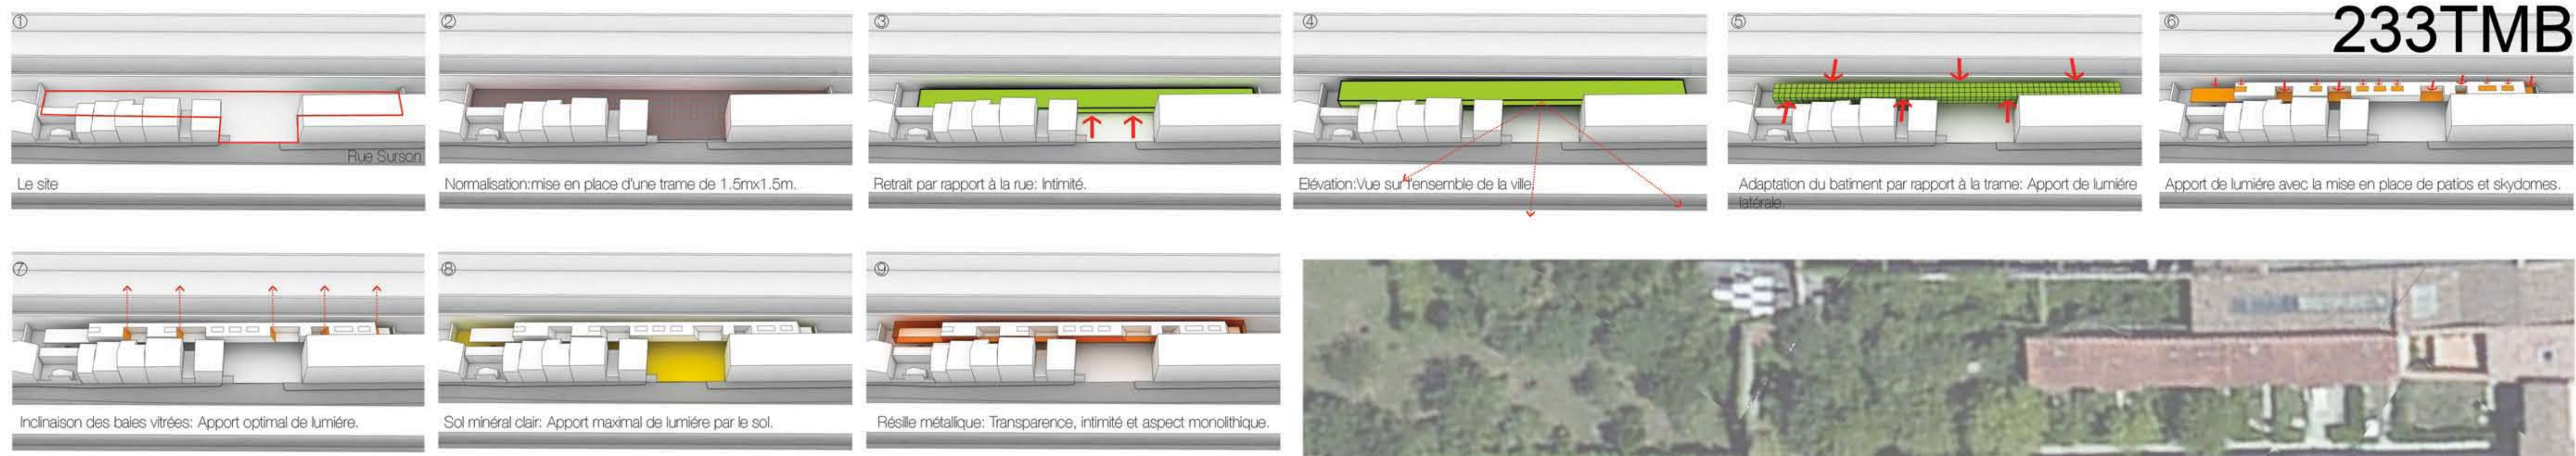 233TMB
①
Rue Surson
Le site
②
Normalisation:mise en place d'une trame de 1.5mx1.5m.
③
Retrait par rapport à la rue: Intimité.
④
Elévation:Vue sur l'ensemble de la ville.
⑤
Adaptation du batiment par rapport à la trame: Apport de lumiére
latérale.
⑥
Apport de lumiére avec la mise en place de patios et skydomes.
⑦
Inclinaison des baies vitrées: Apport optimal de lumiére.
⑧
Sol minéral clair: Apport maximal de lumiére par le sol.
⑨
Résille métallique: Transparence, intimité et aspect monolithique.